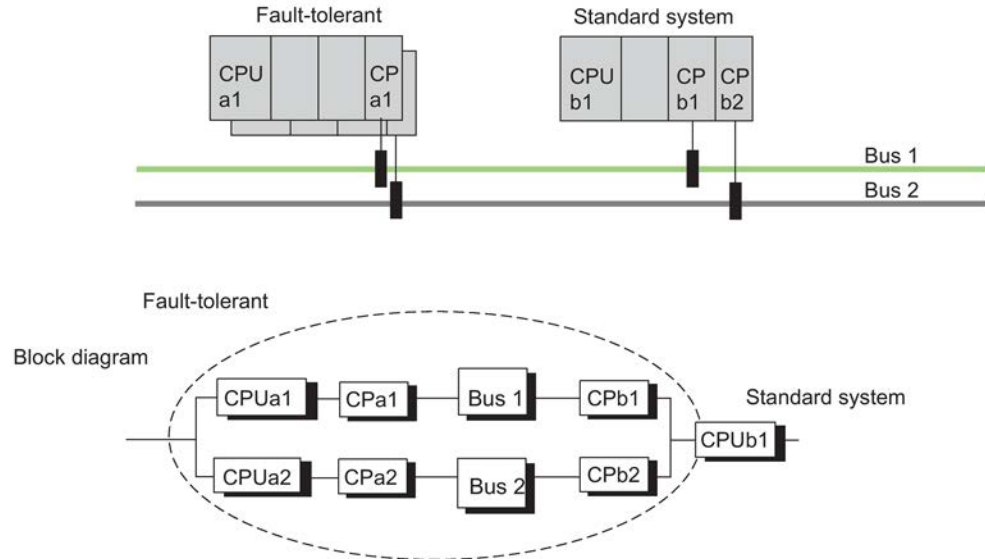 Fault-tolerant
Standard system
CPU
a1
CP
a1
CPU
b1
CP
b1
CP
b2
Bus 1
Bus 2
Fault-tolerant
Block diagram
CPUa1
CPa1
Bus 1
CPb1
Standard system
CPUb1
CPUa2
CPa2
Bus 2
CPb2